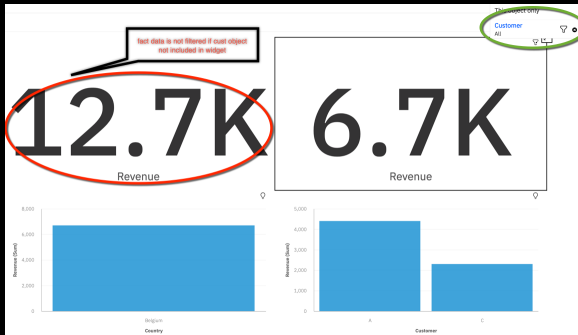 This object only
Customer
All
fact data is not filtered if cust object
not included in widget
12.7K
Revenue
6.7K
Revenue
8,000
6,000
4,000
2,000
0
Revenue (Sum)
Belgium
Country
5,000
4,000
3,000
2,000
1,000
0
Revenue (Sum)
A
C
Customer